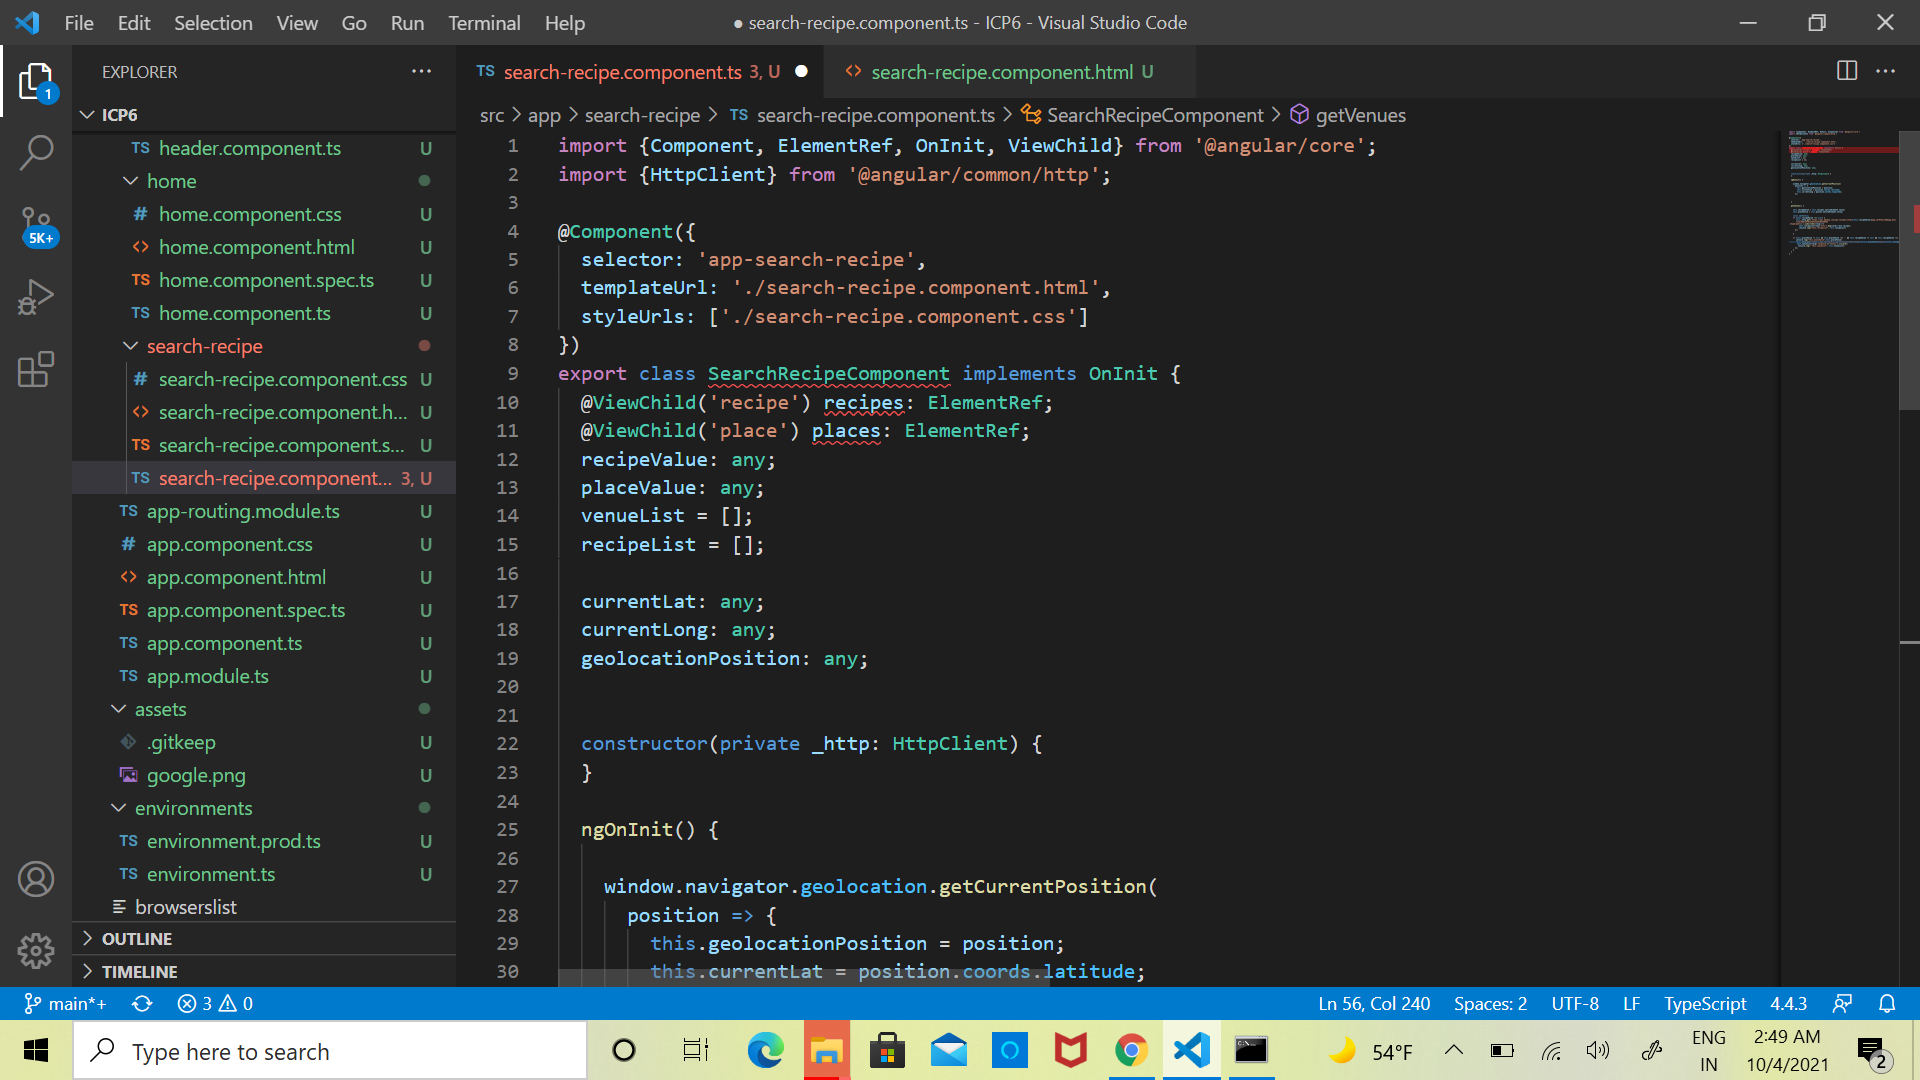 File Edit Selection View Go Run Terminal Help
● search-recipe.component.ts - ICP6 - Visual Studio Code
EXPLORER
ICP6
TS header.component.ts U
home
# home.component.css U
<> home.component.html U
TS home.component.spec.ts U
TS home.component.ts U
search-recipe
# search-recipe.component.css U
<> search-recipe.component.h... U
TS search-recipe.component.s... U
TS search-recipe.component... 3, U
TS app-routing.module.ts U
# app.component.css U
<> app.component.html U
TS app.component.spec.ts U
TS app.component.ts U
TS app.module.ts U
assets
.gitkeep U
google.png U
environments
TS environment.prod.ts U
TS environment.ts U
browserslist
OUTLINE
TIMELINE
1
5K+
TS search-recipe.component.ts 3, U ●
<> search-recipe.component.html U
src > app > search-recipe > TS search-recipe.component.ts > SearchRecipeComponent > getVenues
1 import {Component, ElementRef, OnInit, ViewChild} from '@angular/core';
2 import {HttpClient} from '@angular/common/http';
3
4 @Component({
5 selector: 'app-search-recipe',
6 templateUrl: './search-recipe.component.html',
7 styleUrls: ['./search-recipe.component.css']
8 })
9 export class SearchRecipeComponent implements OnInit {
10 @ViewChild('recipe') recipes: ElementRef;
11 @ViewChild('place') places: ElementRef;
12 recipeValue: any;
13 placeValue: any;
14 venueList = [];
15 recipeList = [];
16
17 currentLat: any;
18 currentLong: any;
19 geolocationPosition: any;
20
21
22 constructor(private _http: HttpClient) {
23 }
24
25 ngOnInit() {
26
27 window.navigator.geolocation.getCurrentPosition(
28 position => {
29 this.geolocationPosition = position;
30 this.currentLat = position.coords.latitude;
main*+ 3 0
Ln 56, Col 240 Spaces: 2 UTF-8 LF TypeScript 4.4.3
Type here to search
54°F
ENG
IN
2:49 AM
10/4/2021
2